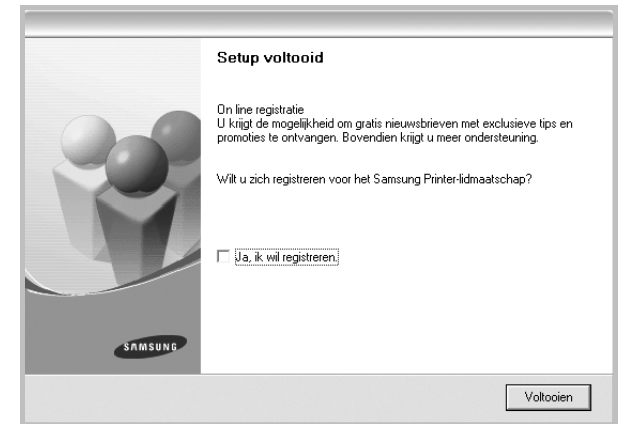 Setup voltooid
On line registratie
U krijgt de mogelijkheid om gratis nieuwsbrieven met exclusieve tips en
promoties te ontvangen. Bovendien krijgt u meer ondersteuning.
Wilt u zich registreren voor het Samsung Printer-lidmaatschap?
Ja, ik wil registreren.
SAMSUNG
Voltooien